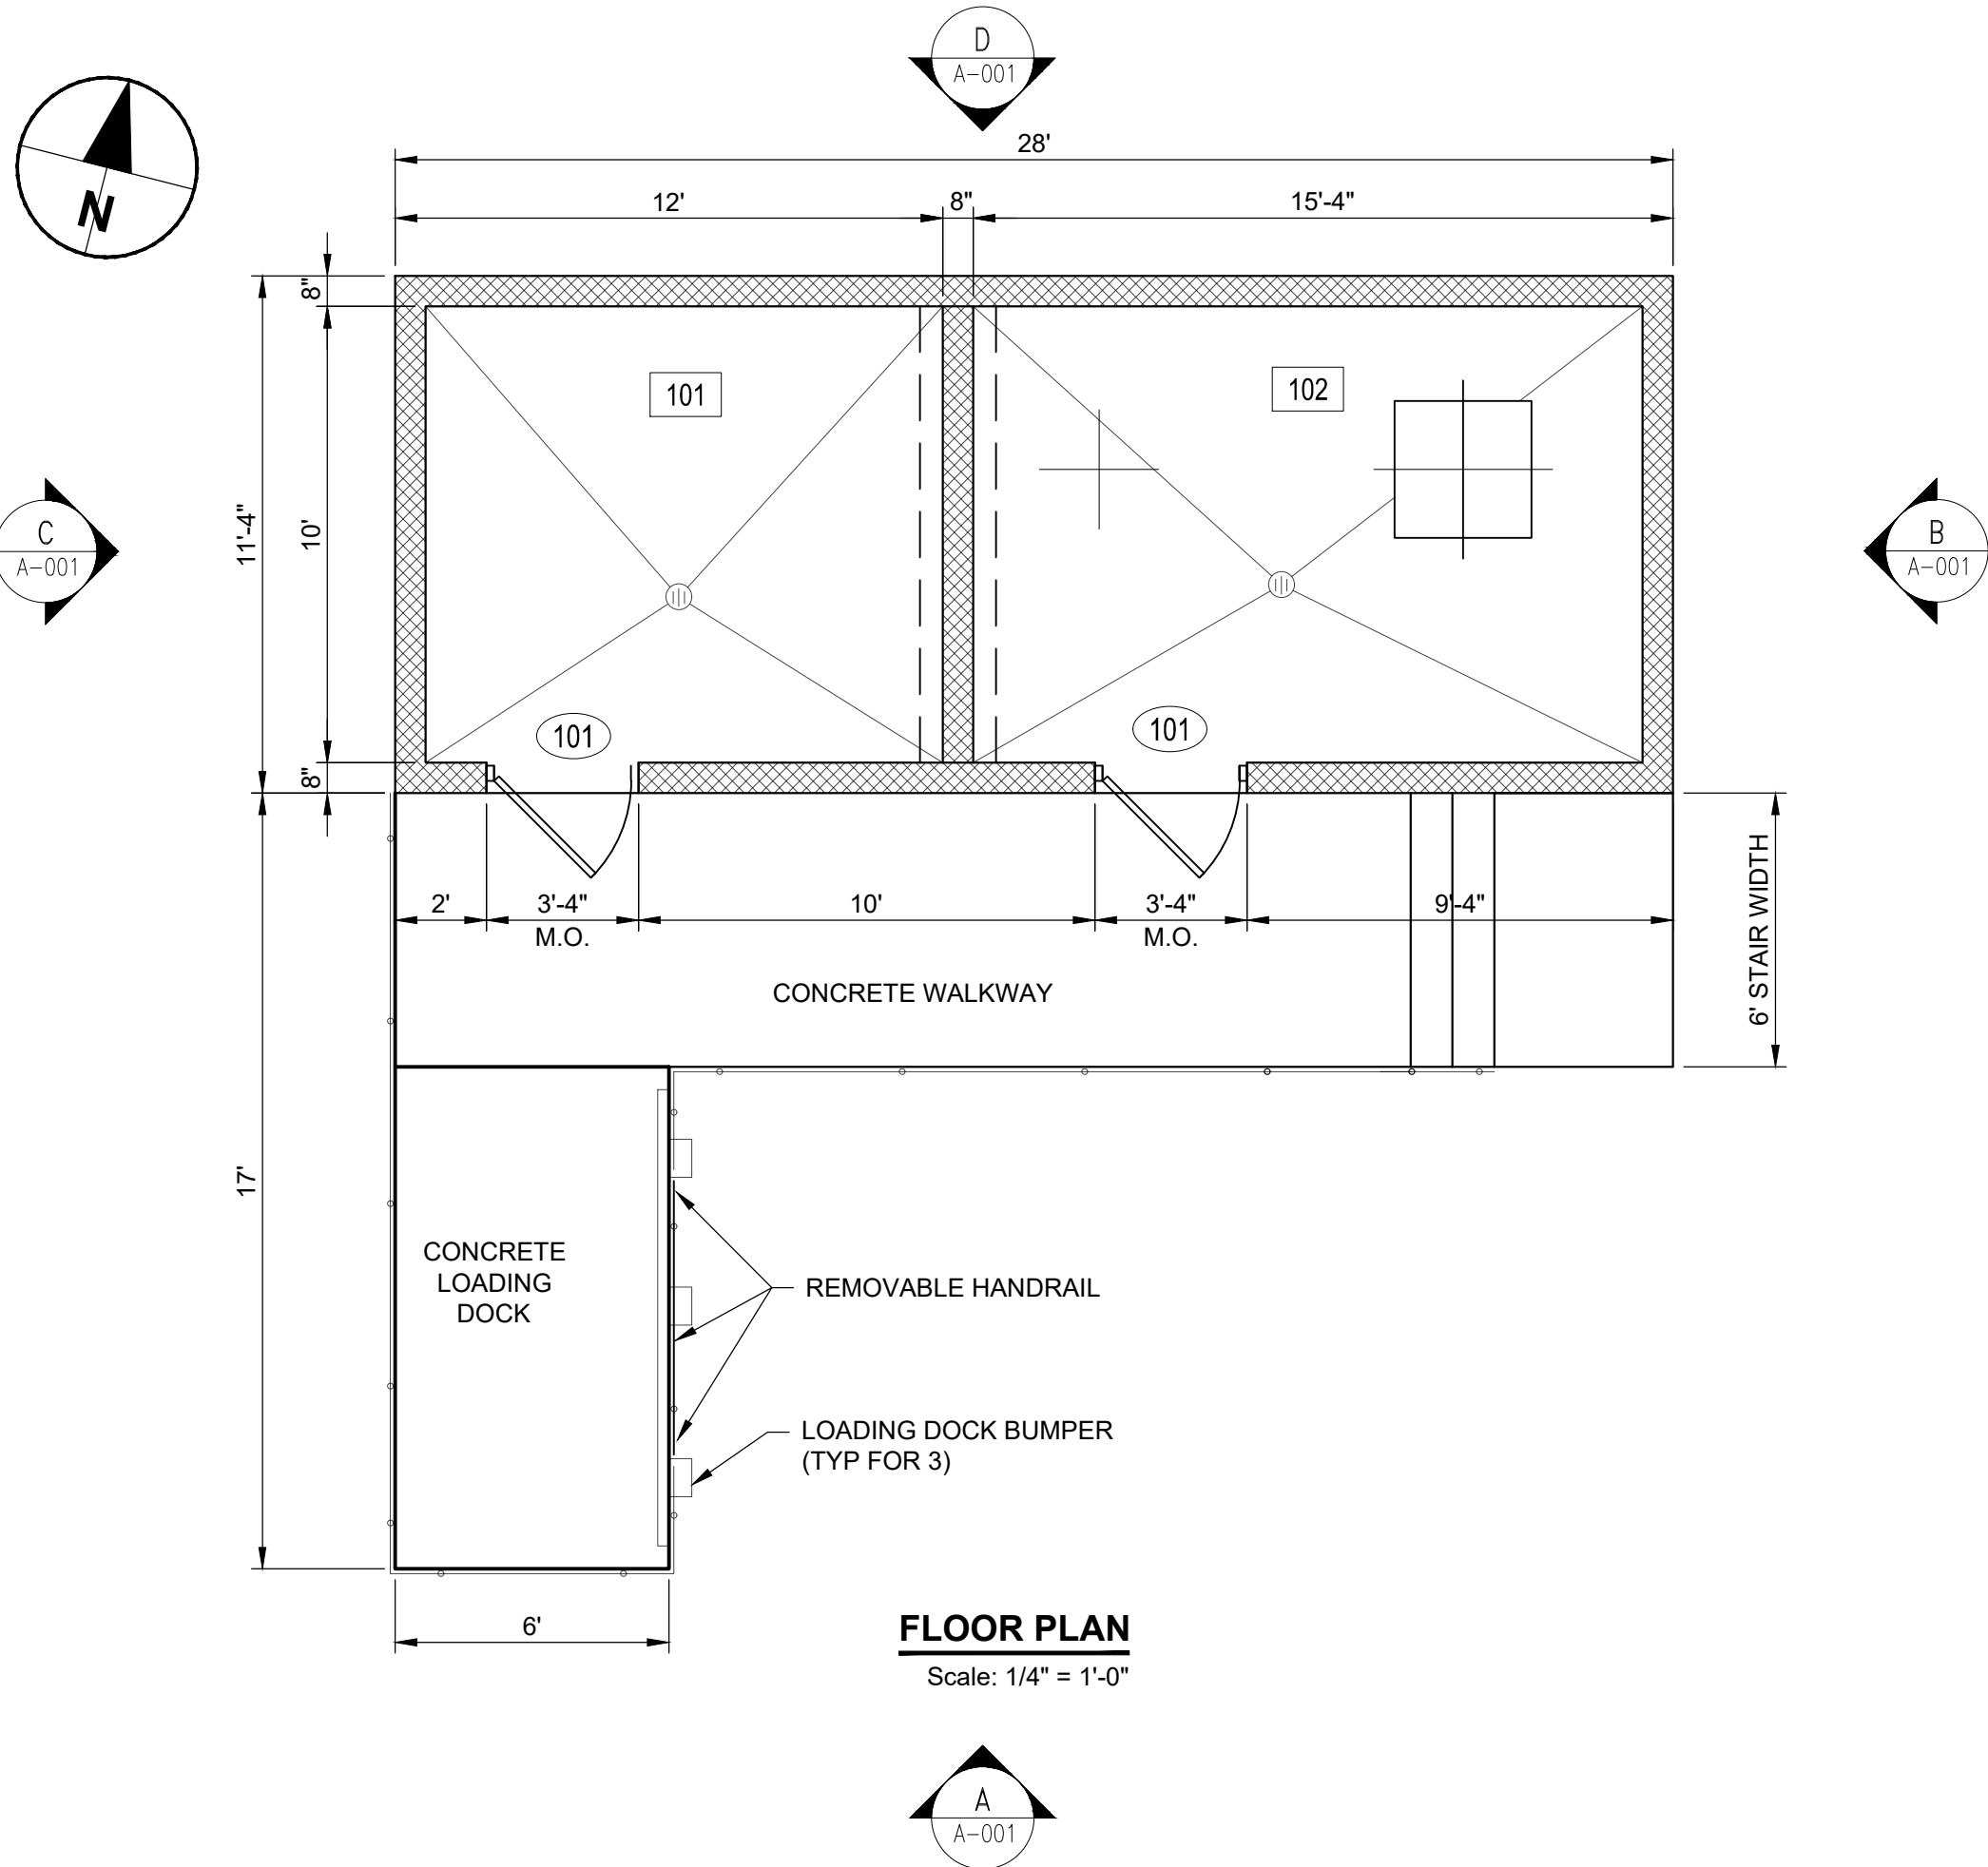 D
A-001
N
28'
12'
8"
15'-4"
8"
101
102
11'-4"
10'
C
A-001
B
A-001
101
101
8"
2'
3'-4"
M.O.
10'
3'-4"
M.O.
9'-4"
6' STAIR WIDTH
CONCRETE WALKWAY
17'
CONCRETE
LOADING
DOCK
REMOVABLE HANDRAIL
LOADING DOCK BUMPER
(TYP FOR 3)
6'
FLOOR PLAN
Scale: 1/4" = 1'-0"
A
A-001